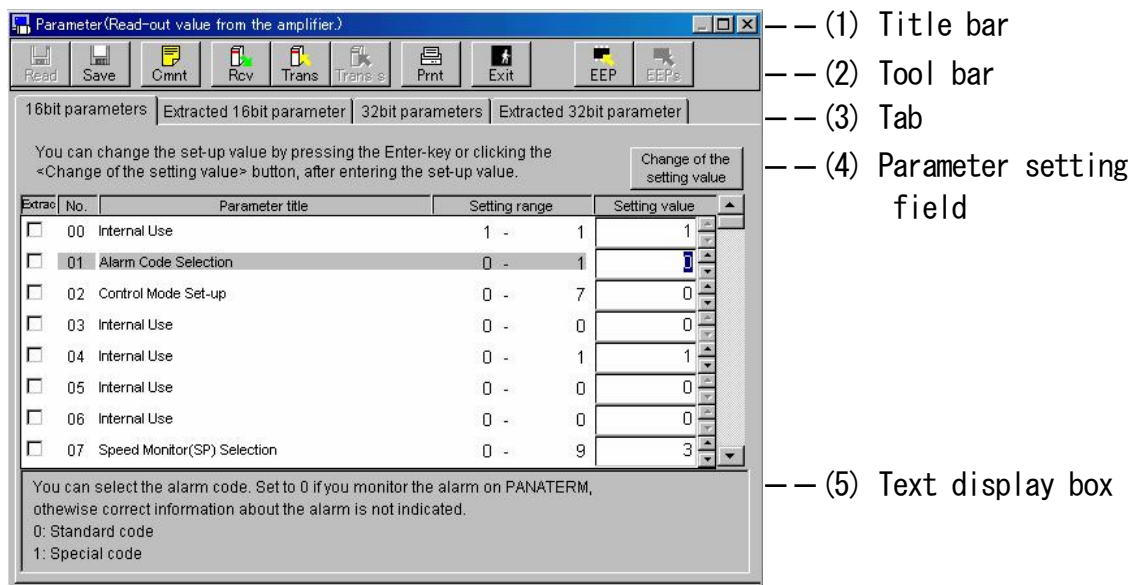 Parameter(Read-out value from the amplifier.)
(1) Title bar
Read Save Cmnt Rcv Trans Trans s Prnt Exit EEP EEPs
(2) Tool bar
16bit parameters Extracted 16bit parameter 32bit parameters Extracted 32bit parameter
(3) Tab
You can change the set-up value by pressing the Enter-key or clicking the
<Change of the setting value> button, after entering the set-up value.
Change of the
setting value
(4) Parameter setting
field
Extrac No. Parameter title Setting range Setting value
00 Internal Use 1 - 1 1
01 Alarm Code Selection 0 - 1 0
02 Control Mode Set-up 0 - 7 0
03 Internal Use 0 - 0 0
04 Internal Use 0 - 1 1
05 Internal Use 0 - 0 0
06 Internal Use 0 - 0 0
07 Speed Monitor(SP) Selection 0 - 9 3
You can select the alarm code. Set to 0 if you monitor the alarm on PANATERM,
othewise correct information about the alarm is not indicated.
0: Standard code
1: Special code
(5) Text display box